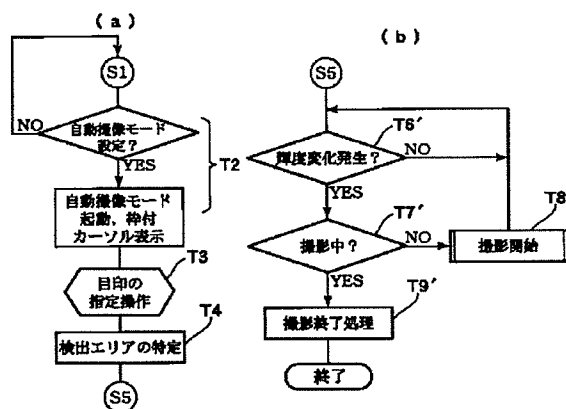 (a)
S1
自動撮像モード
設定?
NO
YES
T2
自動撮像モード
起動、枠付
カーソル表示
T3
目印の
指定操作
T4
検出エリアの特定
S5
(b)
S5
T6′
輝度変化発生?
NO
YES
T7′
撮影中?
NO
YES
T8
撮影開始
T9′
撮影終了処理
終了